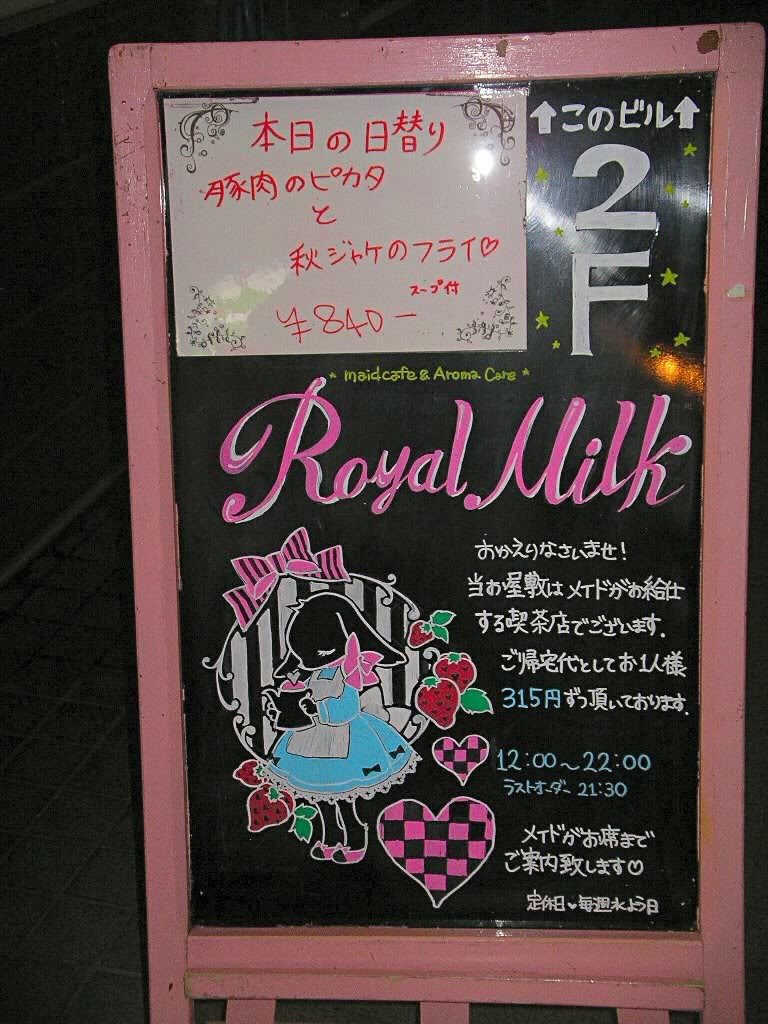 本日の日替り
豚肉のピカタ
と
秋ジャケのフライ♡
スープ付
¥840－
↑このビル↑
2F
* maidcafe & Aroma Care *
Royal Milk
おかえりなさいませ!
当お屋敷はメイドがお給仕
する喫茶店でございます.
ご帰宅代としてお1人様
315円ずつ頂いております.
12:00～22:00
ラストオーダー 21:30
メイドがお席まで
ご案内致します♡
定休日♥毎週水よう日